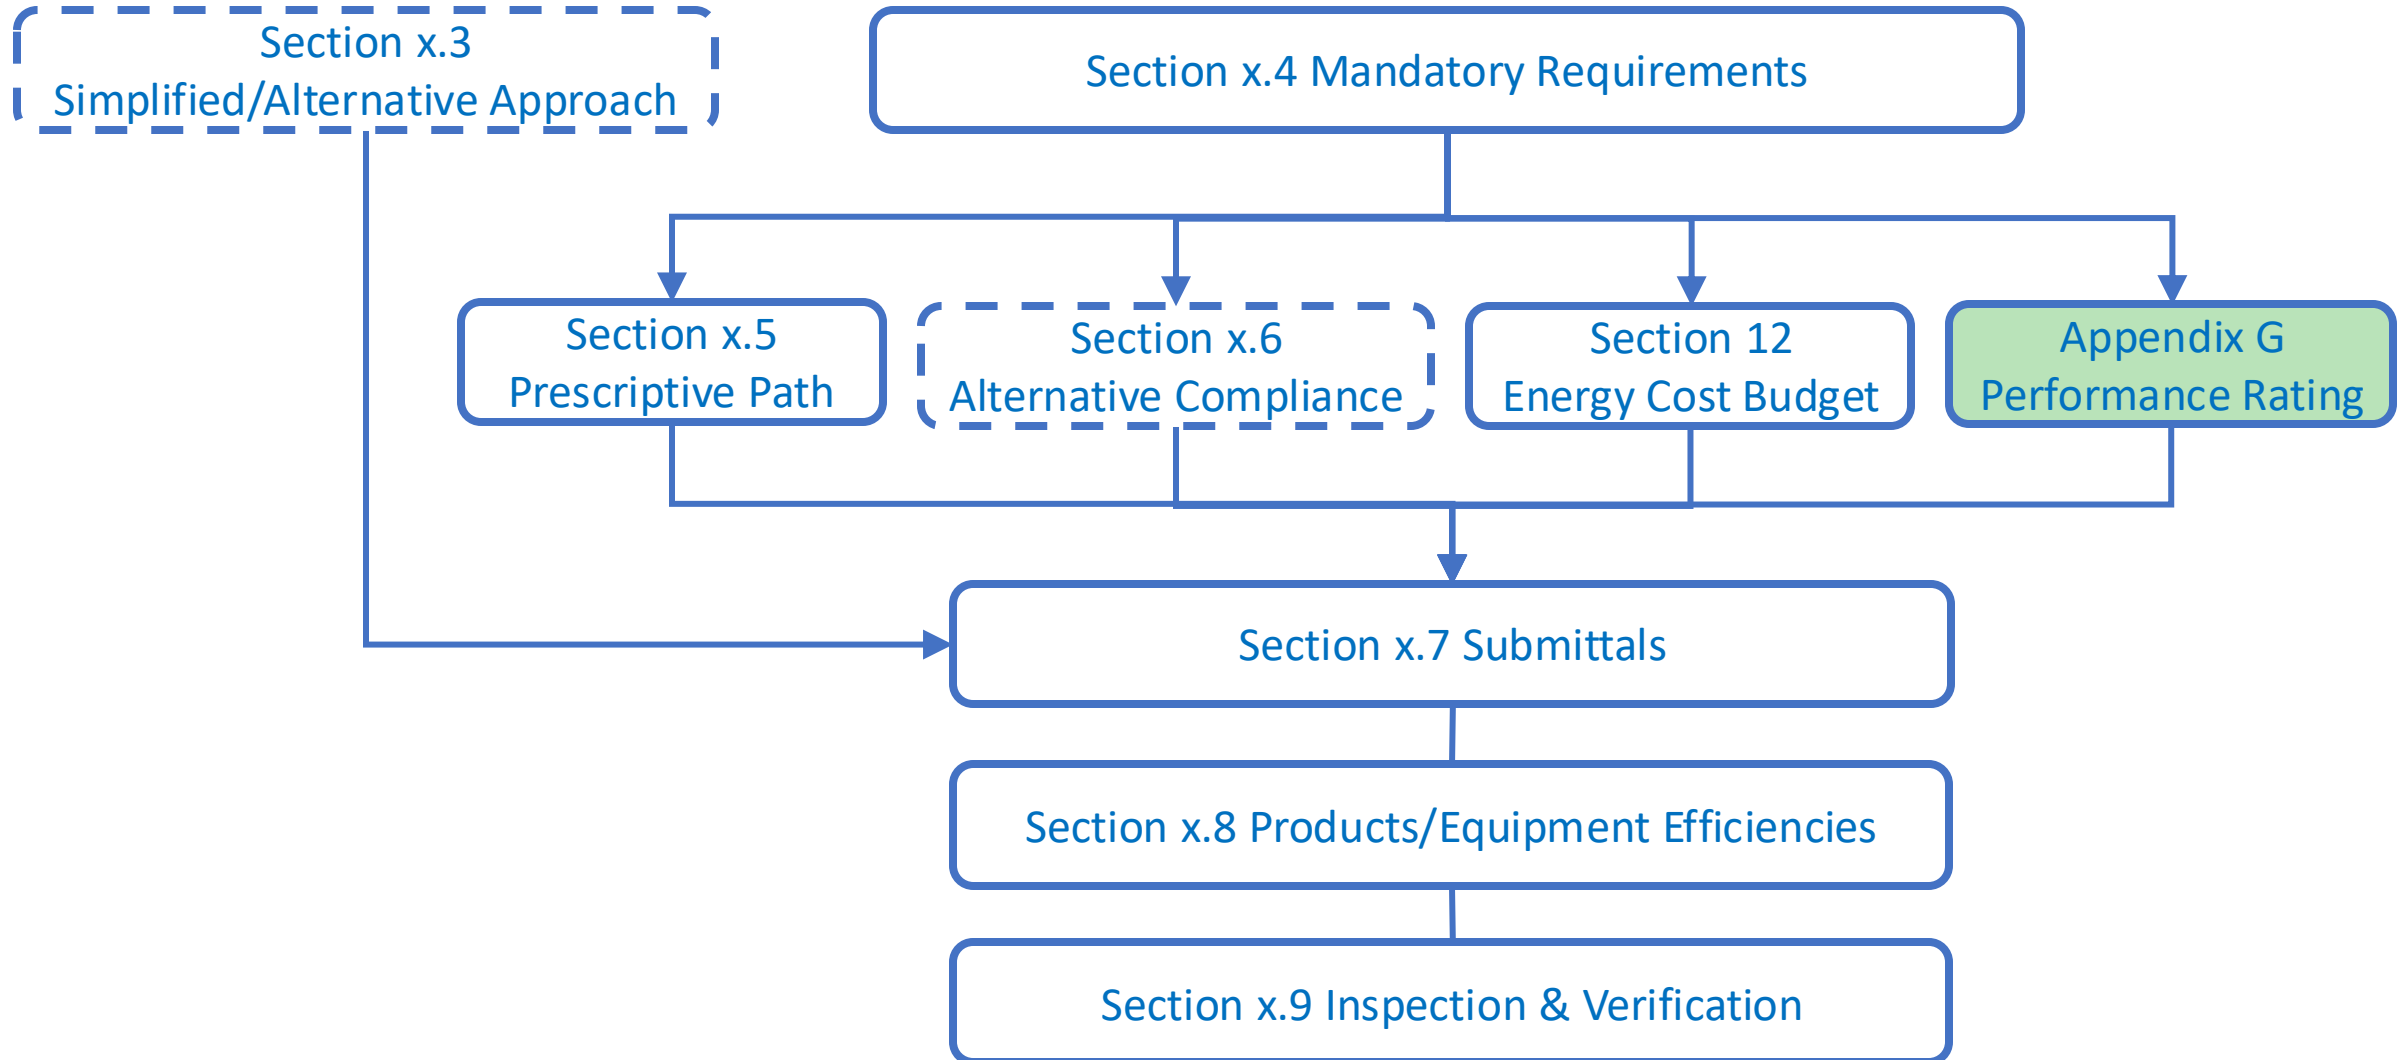 Section x.3
Simplified/Alternative Approach
Section x.4 Mandatory Requirements
Section x.5
Prescriptive Path
Section x.6
Alternative Compliance
Section 12
Energy Cost Budget
Appendix G
Performance Rating
Section x.7 Submittals
Section x.8 Products/Equipment Efficiencies
Section x.9 Inspection & Verification